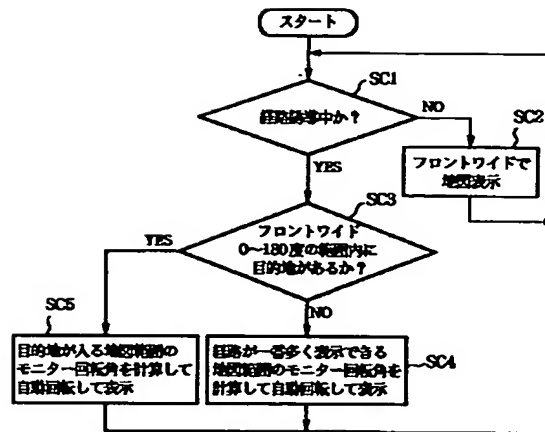 スタート
SC1
経路誘導中か？
NO
SC2
フロントワイドで
地図表示
YES
SC3
フロントワイド
0～180度の範囲内に
目的地があるか？
YES
NO
SC5
目的地が入る地図範囲の
モニター回転角を計算して
自動回転して表示
SC4
経路が一番多く表示できる
地図範囲のモニター回転角を
計算して自動回転して表示